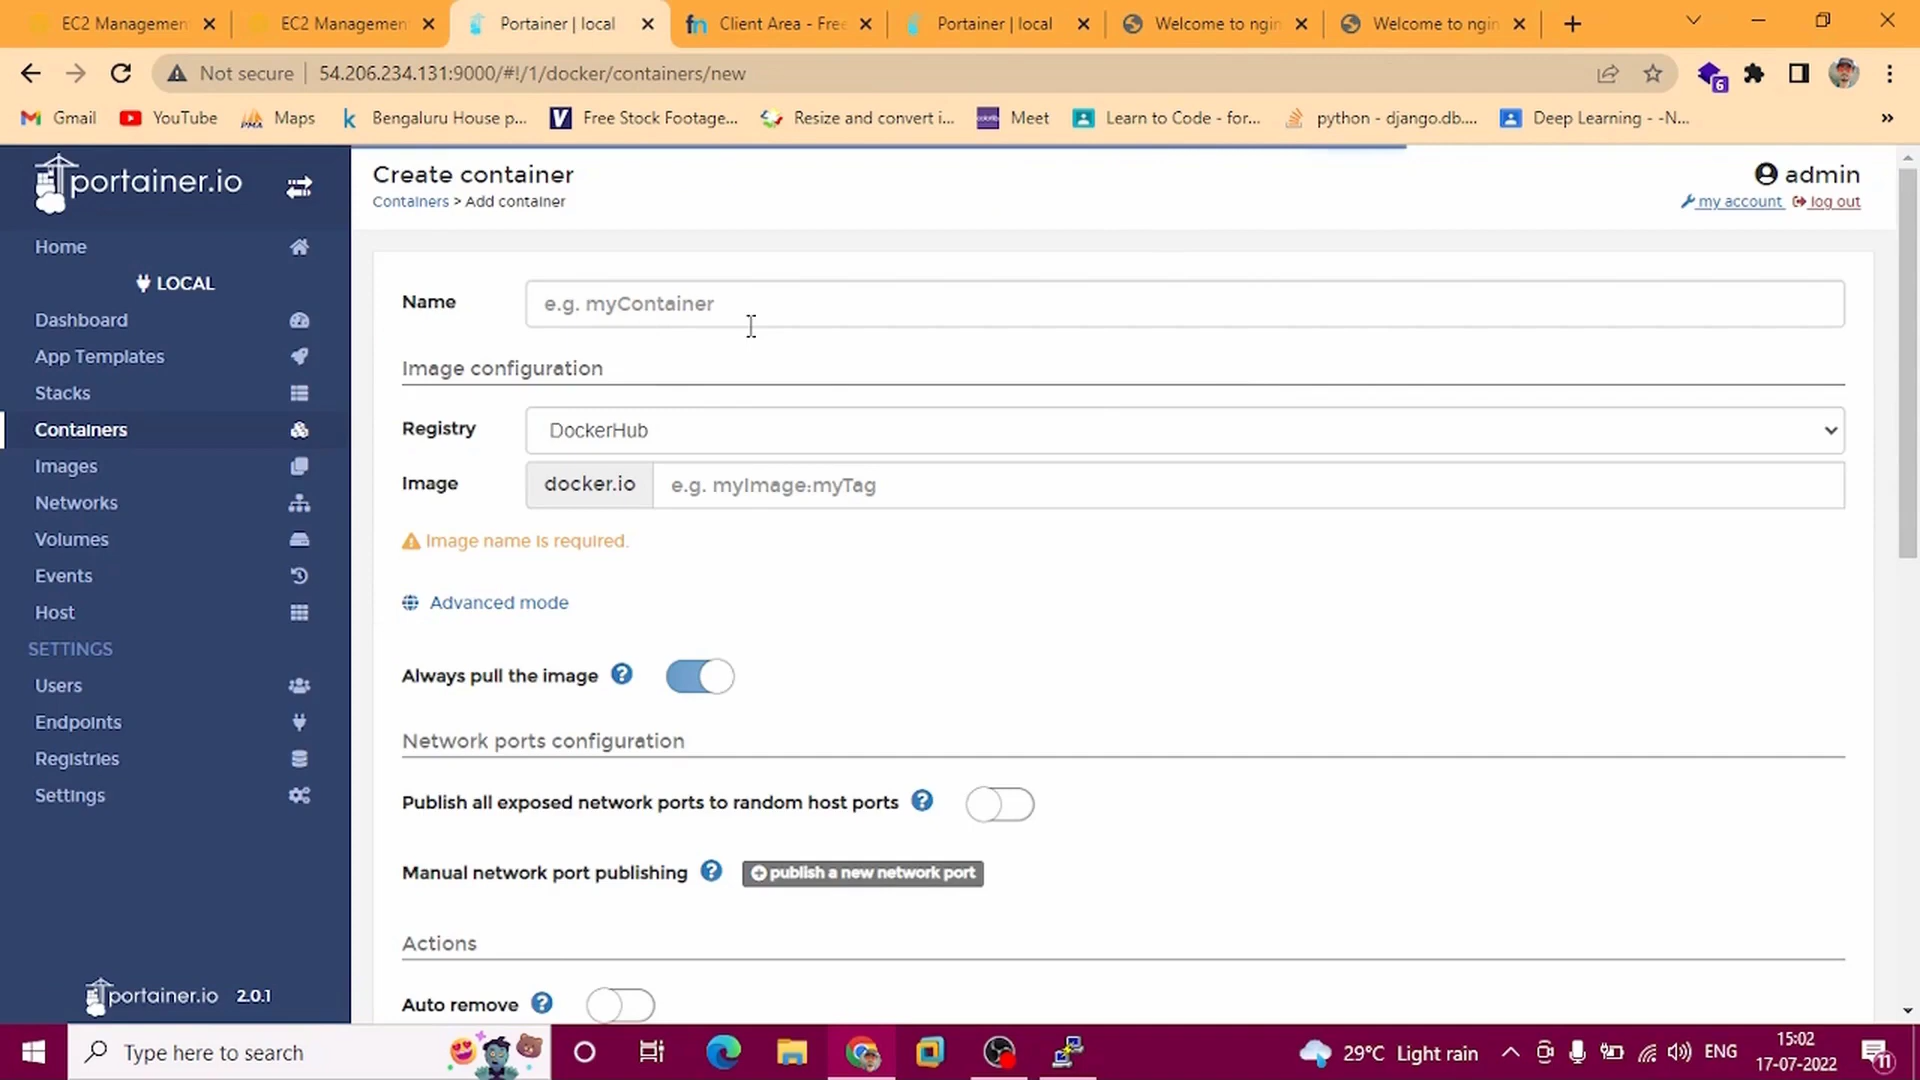 EC2 Management
EC2 Management
Portainer | local
Client Area - Free
Portainer | local
Welcome to ngin
Welcome to ngin
Not secure
54.206.234.131:9000/#!/1/docker/containers/new
6
Gmail
YouTube
Maps
Bengaluru House p...
Free Stock Footage...
Resize and convert i...
Meet
Learn to Code - for...
python - django.db....
Deep Learning - -N...
»
portainer.io
Home
LOCAL
Dashboard
App Templates
Stacks
Containers
Images
Networks
Volumes
Events
Host
SETTINGS
Users
Endpoints
Registries
Settings
portainer.io 2.0.1
Create container
Containers > Add container
admin
my account log out
Name e.g. myContainer
Image configuration
Registry DockerHub
Image docker.io e.g. myImage:myTag
Image name is required.
Advanced mode
Always pull the image
Network ports configuration
Publish all exposed network ports to random host ports
Manual network port publishing publish a new network port
Actions
Auto remove
Type here to search
29°C Light rain
ENG
15:02
17-07-2022
11